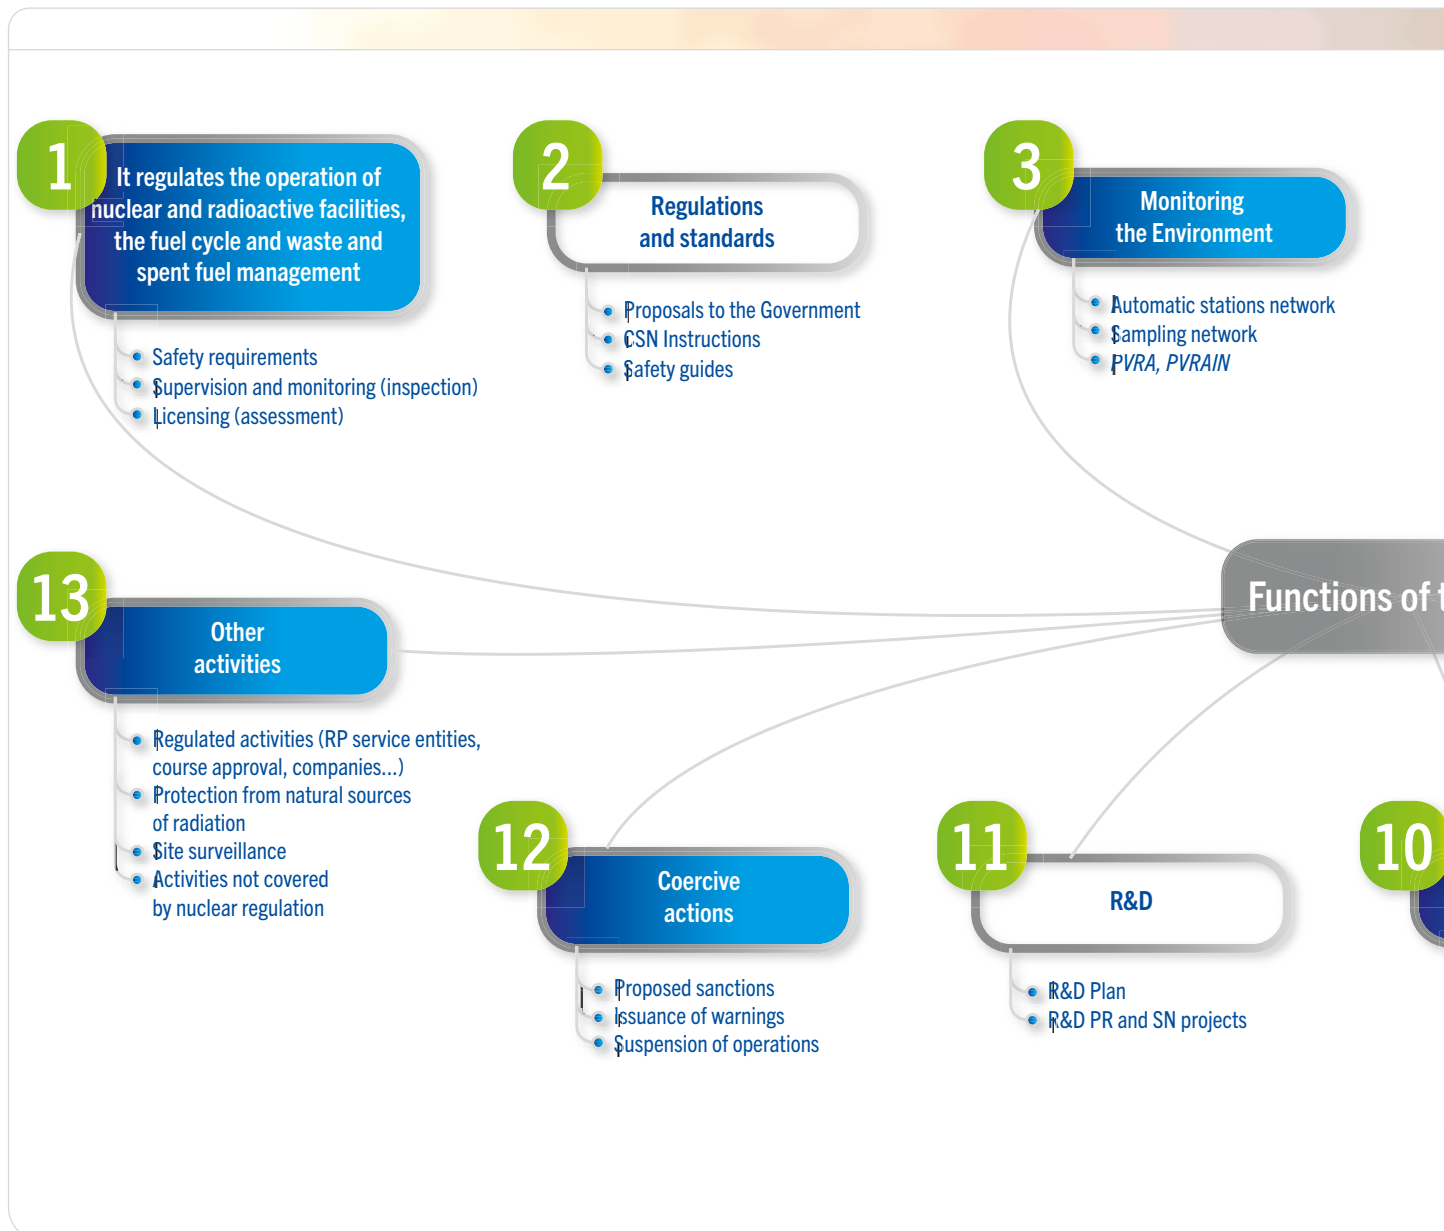 1
It regulates the operation of
nuclear and radioactive facilities,
the fuel cycle and waste and
spent fuel management
Safety requirements
Supervision and monitoring (inspection)
Licensing (assessment)
2
Regulations
and standards
Proposals to the Government
CSN Instructions
Safety guides
3
Monitoring
the Environment
Automatic stations network
Sampling network
PVRA, PVRAIN
Functions of t
13
Other
activities
Regulated activities (RP service entities,
course approval, companies...)
Protection from natural sources
of radiation
Site surveillance
Activities not covered
by nuclear regulation
12
Coercive
actions
Proposed sanctions
Issuance of warnings
Suspension of operations
11
R&D
R&D Plan
R&D PR and SN projects
10